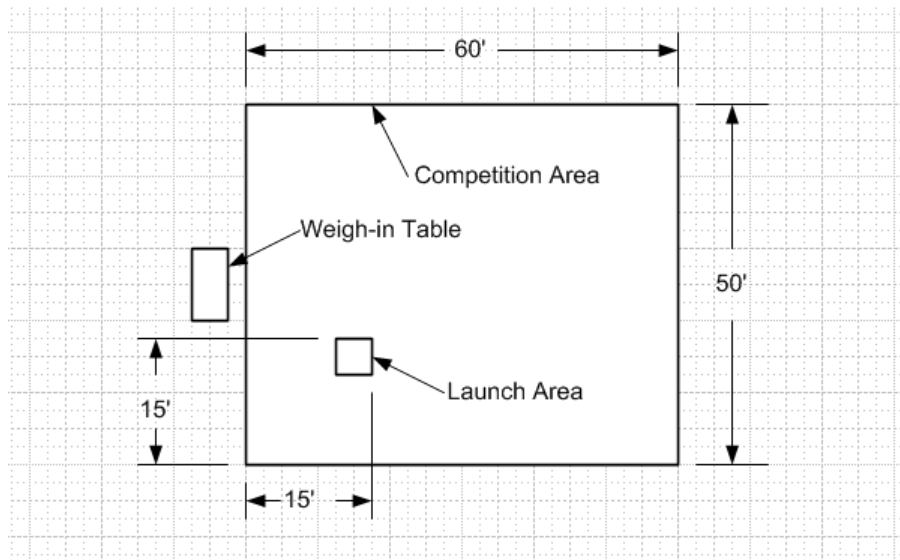 60'
Competition Area
Weigh-in Table
50'
Launch Area
15'
15'